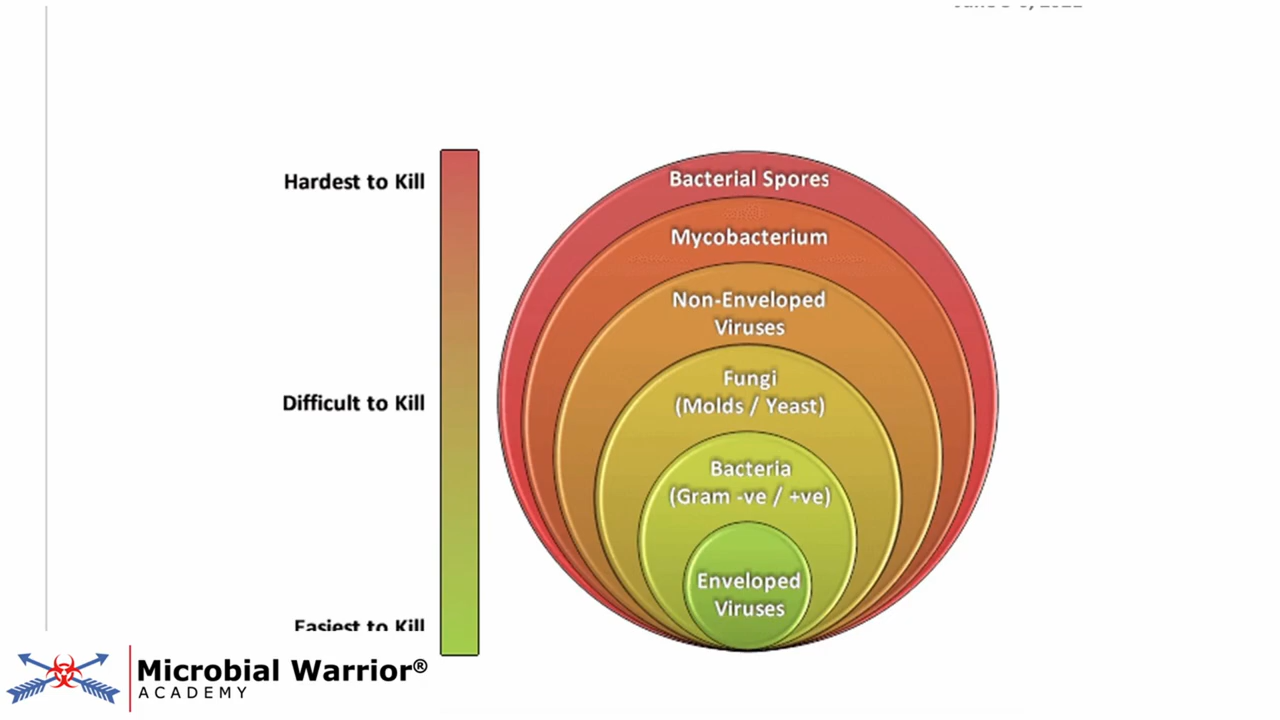 Hardest to Kill
Difficult to Kill
Easiest to Kill
Bacterial Spores
Mycobacterium
Non-Enveloped
Viruses
Fungi
(Molds / Yeast)
Bacteria
(Gram -ve / +ve)
Enveloped
Viruses
Microbial Warrior®
ACADEMY